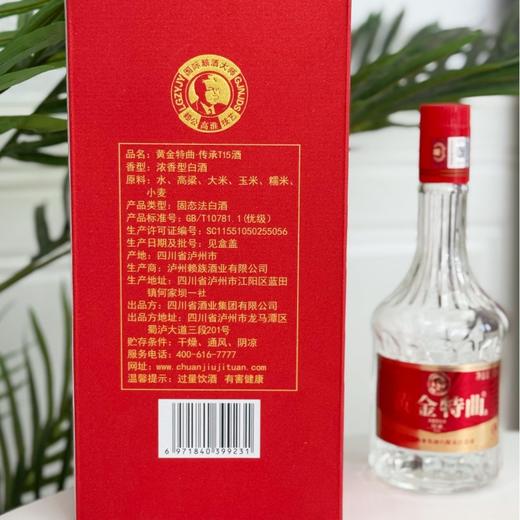 国际赖酒大师
LGZYJY
GJNJDS
赖公高淮技艺
品名：黄金特曲·传承T15酒
香型：浓香型白酒
原料：水、高粱、大米、玉米、糯米、
小麦
产品类型：固态法白酒
产品标准号：GB/T10781.1(优级)
生产许可证编号：SC11551050255056
生产日期及批号：见盒盖
产地：四川省泸州市
生产商：泸州赖族酒业有限公司
生产地址：四川省泸州市江阳区蓝田
镇何家坝一社
出品方：四川省酒业集团有限公司
出品方地址：四川省泸州市龙马潭区
蜀泸大道三段201号
贮存条件：干燥、通风、阴凉
服务电话：400-616-7777
网址：www.chuanjiujituan.com
温馨提示：过量饮酒 有害健康
6 971840 399231
金特曲